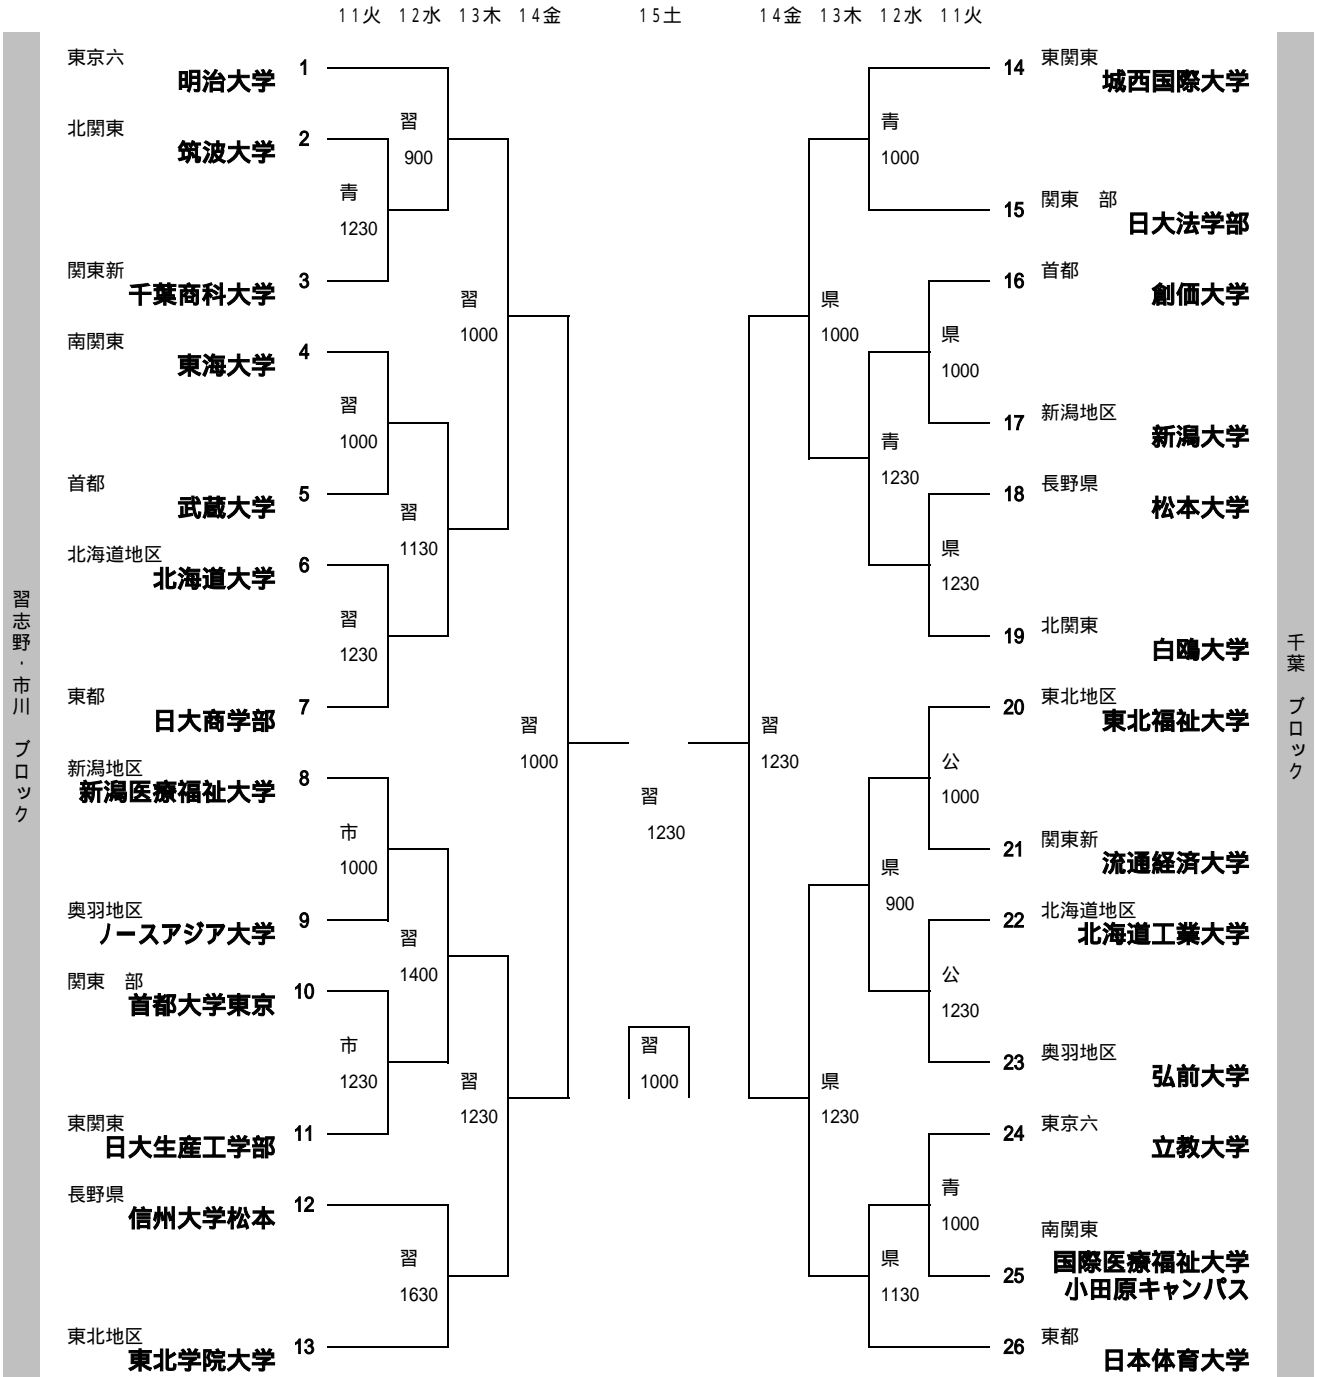 11火 12水 13木 14金 15土 14金 13木 12水 11火
習志野・市川 ブロック
東京六
明治大学 1
北関東
筑波大学 2
関東新
千葉商科大学 3
南関東
東海大学 4
首都
武蔵大学 5
北海道地区
北海道大学 6
東都
日大商学部 7
新潟地区
新潟医療福祉大学 8
奥羽地区
ノースアジア大学 9
関東 部
首都大学東京 10
東関東
日大生産工学部 11
長野県
信州大学松本 12
東北地区
東北学院大学 13
青
1230
習
1000
習
1230
市
1000
市
1230
習
900
習
1130
習
1400
習
1630
習
1000
習
1230
習
1000
習
1230
習
1000
習
1230
県
1000
県
1230
青
1000
青
1230
県
900
県
1130
県
1000
県
1230
公
1000
公
1230
青
1000
14 東関東
城西国際大学
15 関東 部
日大法学部
16 首都
創価大学
17 新潟地区
新潟大学
18 長野県
松本大学
19 北関東
白鴎大学
20 東北地区
東北福祉大学
21 関東新
流通経済大学
22 北海道地区
北海道工業大学
23 奥羽地区
弘前大学
24 東京六
立教大学
南関東
25 国際医療福祉大学
小田原キャンパス
26 東都
日本体育大学
千葉 ブロック